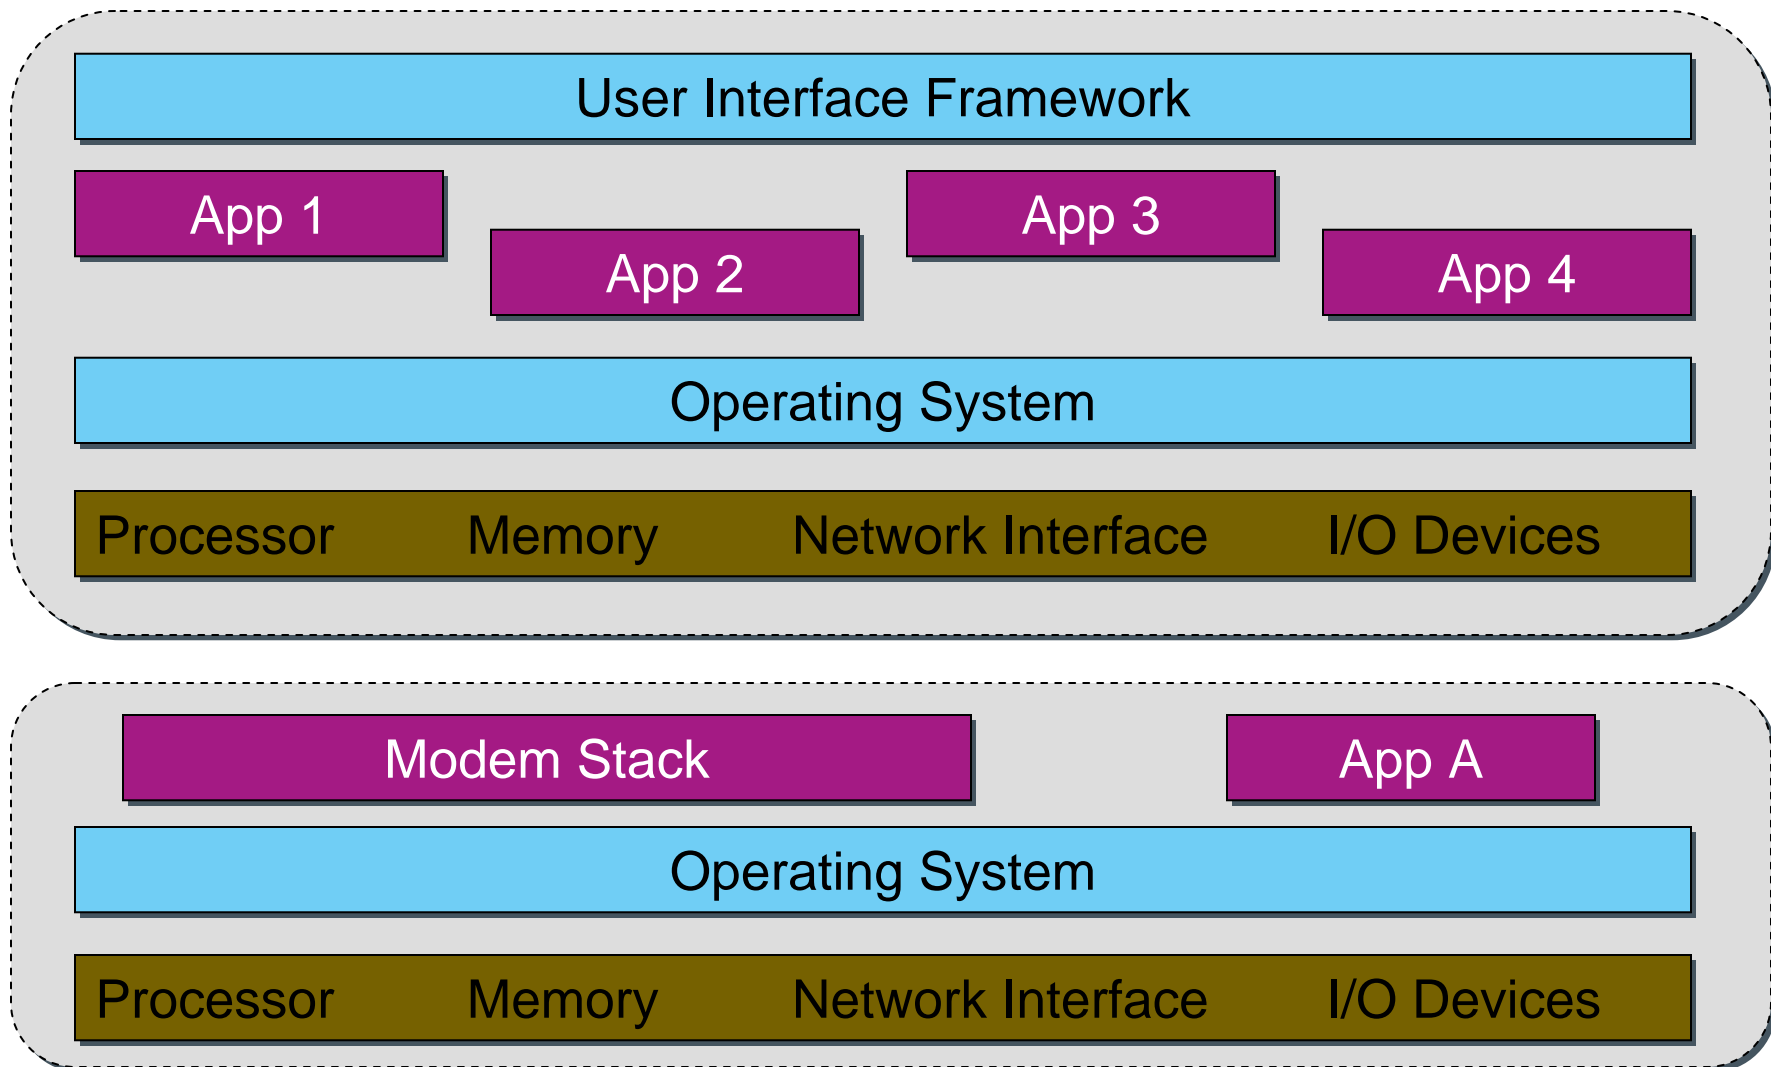 User Interface Framework
App 1
App 3
App 2
App 4
Operating System
Processor Memory Network Interface I/O Devices
Modem Stack App A
Operating System
Processor Memory Network Interface I/O Devices